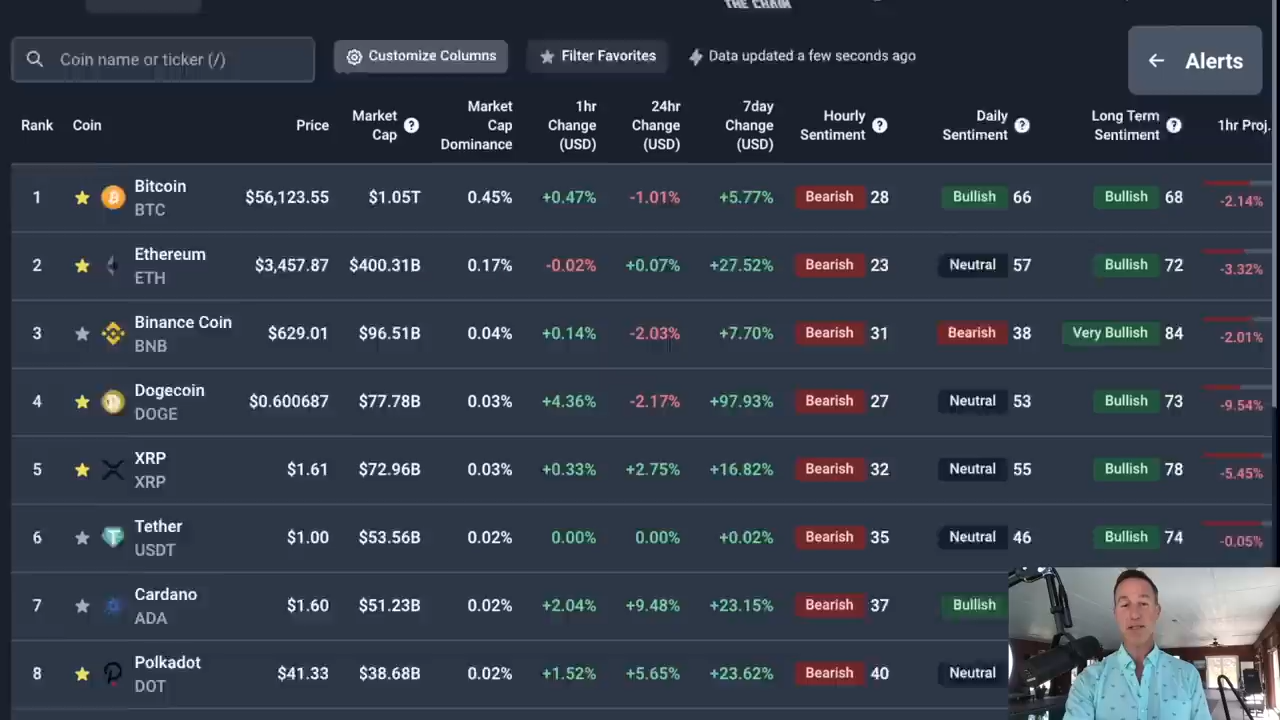 THE CHAIN
Coin name or ticker (/)
Customize Columns
Filter Favorites
Data updated a few seconds ago
Alerts
Rank Coin Price Market Cap ? Market Cap Dominance 1hr Change (USD) 24hr Change (USD) 7day Change (USD) Hourly Sentiment ? Daily Sentiment ? Long Term Sentiment ? 1hr Proj.
1 Bitcoin BTC $56,123.55 $1.05T 0.45% +0.47% -1.01% +5.77% Bearish 28 Bullish 66 Bullish 68 -2.14%
2 Ethereum ETH $3,457.87 $400.31B 0.17% -0.02% +0.07% +27.52% Bearish 23 Neutral 57 Bullish 72 -3.32%
3 Binance Coin BNB $629.01 $96.51B 0.04% +0.14% -2.03% +7.70% Bearish 31 Bearish 38 Very Bullish 84 -2.01%
4 Dogecoin DOGE $0.600687 $77.78B 0.03% +4.36% -2.17% +97.93% Bearish 27 Neutral 53 Bullish 73 -9.54%
5 XRP XRP $1.61 $72.96B 0.03% +0.33% +2.75% +16.82% Bearish 32 Neutral 55 Bullish 78 -5.45%
6 Tether USDT $1.00 $53.56B 0.02% 0.00% 0.00% +0.02% Bearish 35 Neutral 46 Bullish 74 -0.05%
7 Cardano ADA $1.60 $51.23B 0.02% +2.04% +9.48% +23.15% Bearish 37 Bullish
8 Polkadot DOT $41.33 $38.68B 0.02% +1.52% +5.65% +23.62% Bearish 40 Neutral